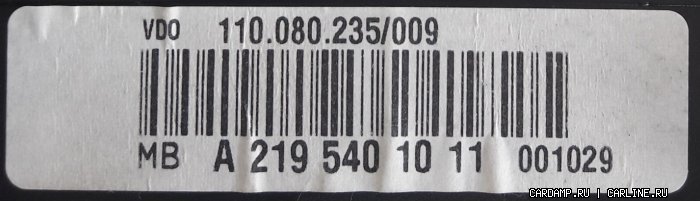 VDO 110.080.235/009
MB A 219 540 10 11 001029
CARDAMP.RU | CARLINE.RU